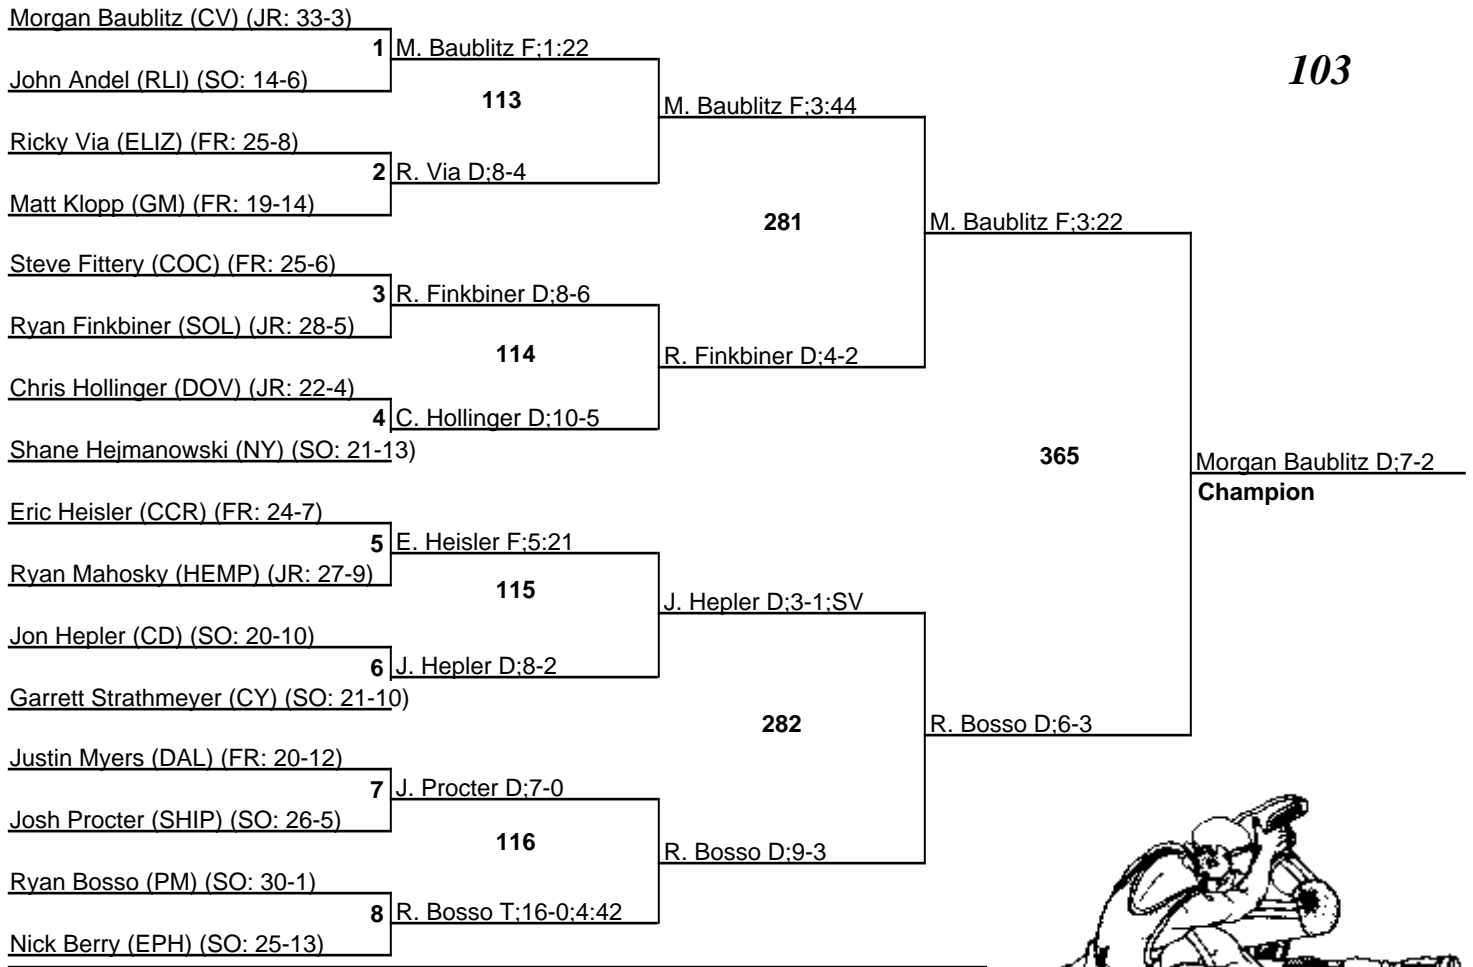 Morgan Baublitz (CV) (JR: 33-3)
1 M. Baublitz F;1:22
John Andel (RLI) (SO: 14-6)
103
113
M. Baublitz F;3:44
Ricky Via (ELIZ) (FR: 25-8)
2 R. Via D;8-4
Matt Klopp (GM) (FR: 19-14)
281
M. Baublitz F;3:22
Steve Fittery (COC) (FR: 25-6)
3 R. Finkbiner D;8-6
Ryan Finkbiner (SOL) (JR: 28-5)
114
R. Finkbiner D;4-2
Chris Hollinger (DOV) (JR: 22-4)
4 C. Hollinger D;10-5
Shane Hejmanowski (NY) (SO: 21-13)
365
Morgan Baublitz D;7-2
Champion
Eric Heisler (CCR) (FR: 24-7)
5 E. Heisler F;5:21
Ryan Mahosky (HEMP) (JR: 27-9)
115
J. Hepler D;3-1;SV
Jon Hepler (CD) (SO: 20-10)
6 J. Hepler D;8-2
Garrett Strathmeyer (CY) (SO: 21-10)
282
R. Bosso D;6-3
Justin Myers (DAL) (FR: 20-12)
7 J. Procter D;7-0
Josh Procter (SHIP) (SO: 26-5)
116
R. Bosso D;9-3
Ryan Bosso (PM) (SO: 30-1)
8 R. Bosso T;16-0;4:42
Nick Berry (EPH) (SO: 25-13)